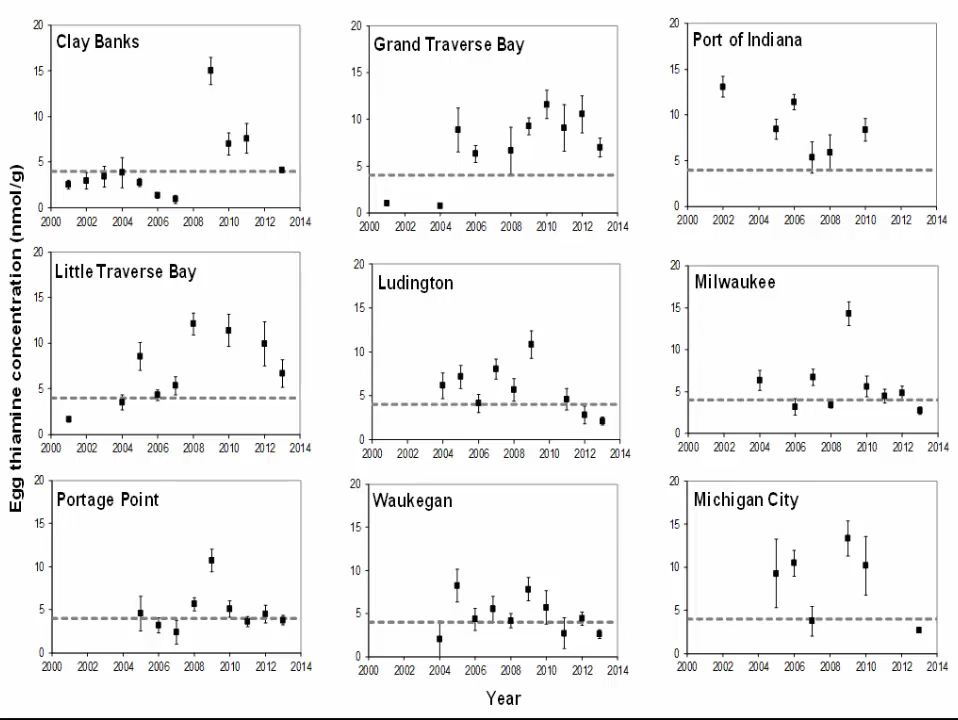 Egg thiamine concentration (nmol/g)
Clay Banks
20
15
10
5
0
2000 2002 2004 2006 2008 2010 2012 2014
Grand Traverse Bay
20
15
10
5
0
2000 2002 2004 2006 2008 2010 2012 2014
Port of Indiana
20
15
10
5
0
2000 2002 2004 2006 2008 2010 2012 2014
Little Traverse Bay
20
15
10
5
0
2000 2002 2004 2006 2008 2010 2012 2014
Ludington
20
15
10
5
0
2000 2002 2004 2006 2008 2010 2012 2014
Milwaukee
20
15
10
5
0
2000 2002 2004 2006 2008 2010 2012 2014
Portage Point
20
15
10
5
0
2000 2002 2004 2006 2008 2010 2012 2014
Waukegan
20
15
10
5
0
2000 2002 2004 2006 2008 2010 2012 2014
Michigan City
20
15
10
5
0
2000 2002 2004 2006 2008 2010 2012 2014
Year